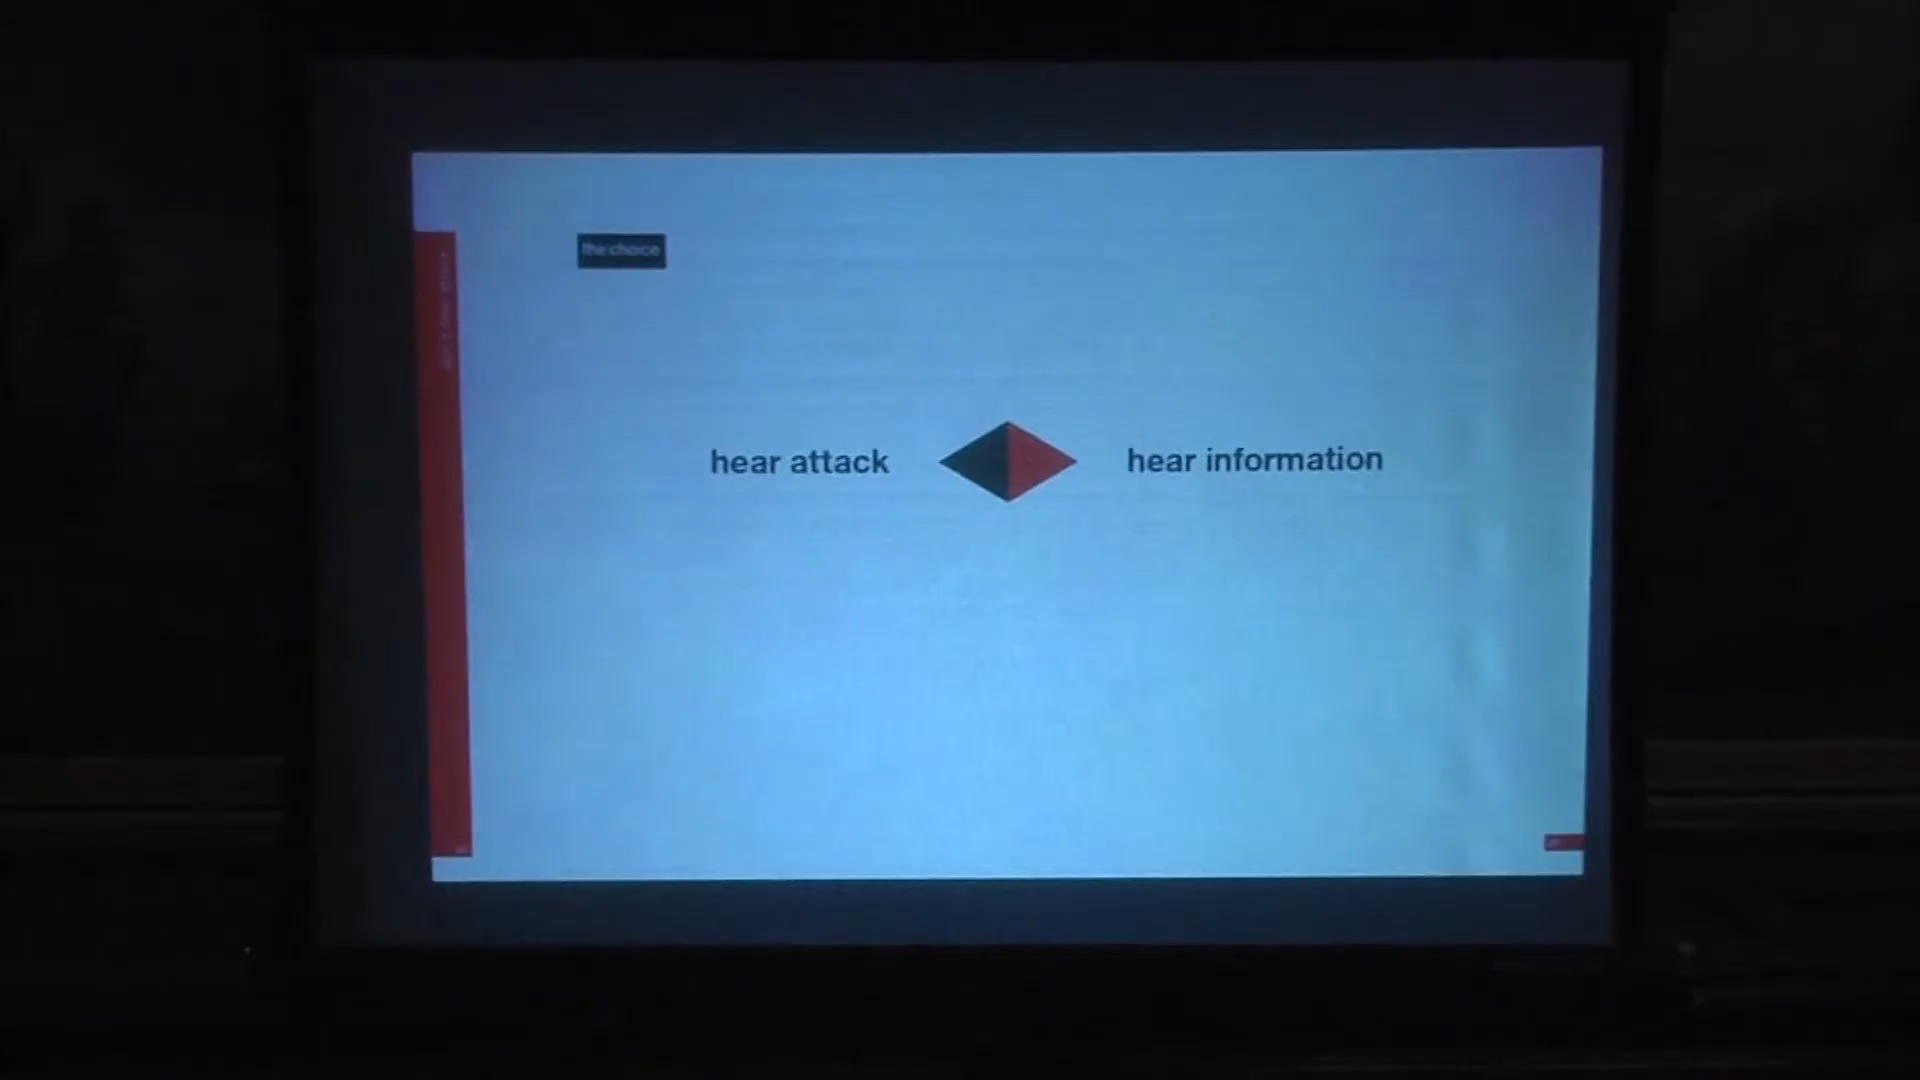 the choice
hear attack
hear information